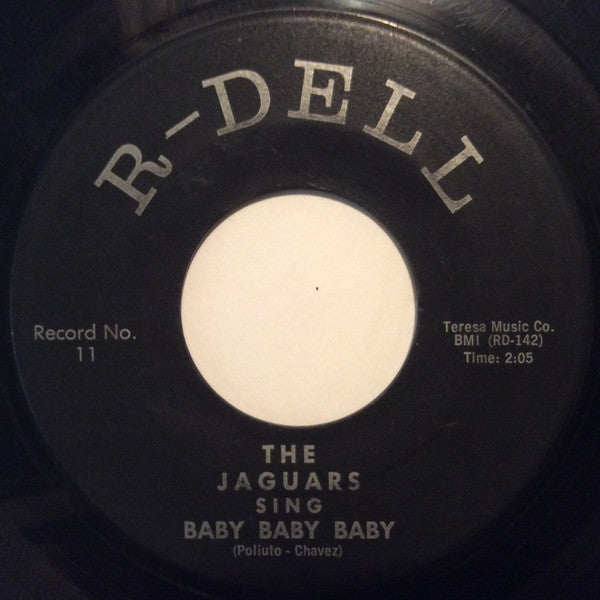 R-DELL
Record No.
11
Teresa Music Co.
BMI (RD-142)
Time: 2:05
THE
JAGUARS
SING
BABY BABY BABY
(Poliuto - Chavez)